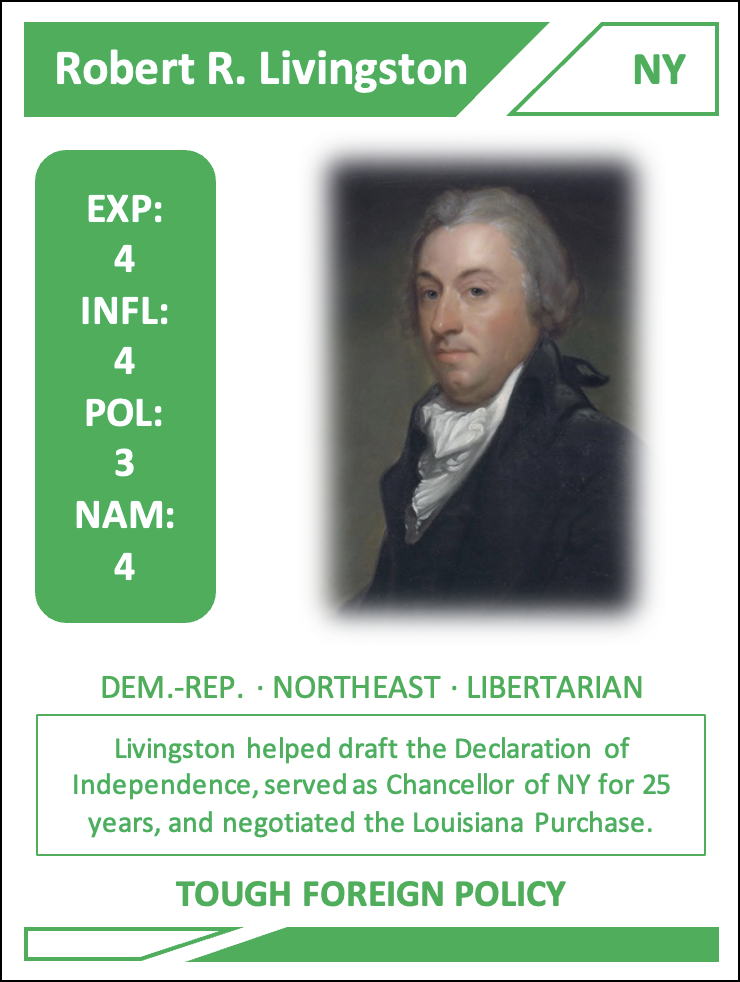 Robert R. Livingston
NY
EXP:
4
INFL:
4
POL:
3
NAM:
4
DEM.-REP. · NORTHEAST · LIBERTARIAN
Livingston helped draft the Declaration of
Independence, served as Chancellor of NY for 25
years, and negotiated the Louisiana Purchase.
TOUGH FOREIGN POLICY